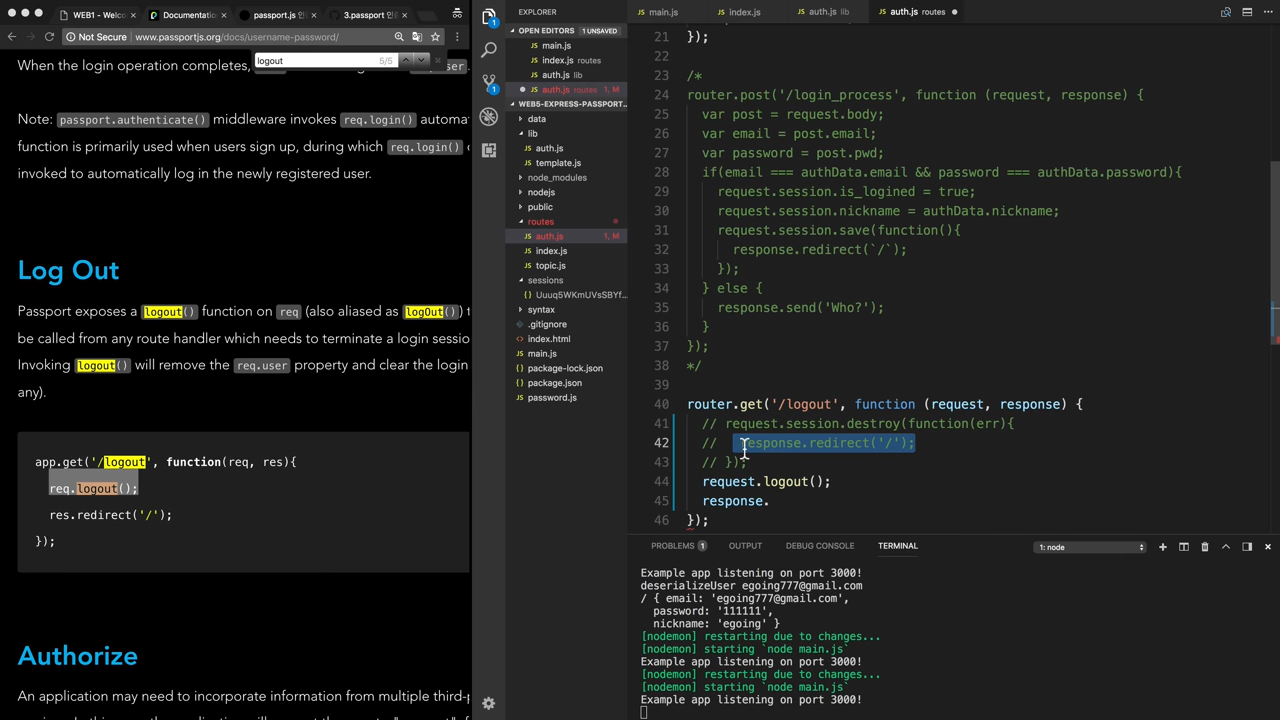 WEB1 - Welco
Documentatio
passport.js 인
3.passport 인
Not Secure www.passportjs.org/docs/username-password/
logout 5/5
When the login operation completes,
Note: passport.authenticate() middleware invokes req.login() automa
function is primarily used when users sign up, during which req.login()
invoked to automatically log in the newly registered user.
Log Out
Passport exposes a logout() function on req (also aliased as logOut()
be called from any route handler which needs to terminate a login sessio
Invoking logout() will remove the req.user property and clear the login
any).
app.get('/logout', function(req, res){
req.logout();
res.redirect('/');
});
Authorize
An application may need to incorporate information from multiple third-p
EXPLORER
OPEN EDITORS 1 UNSAVED
main.js
index.js routes
auth.js lib
auth.js routes 1, M
WEB5-EXPRESS-PASSPORT...
data
lib
auth.js
template.js
node_modules
nodejs
public
routes
auth.js 1, M
index.js
topic.js
sessions
Uuuq5WKmUVsSBYf...
syntax
.gitignore
index.html
main.js
package-lock.json
package.json
password.js
main.js
index.js
auth.js lib
auth.js routes
21 });
22
23 /*
24 router.post('/login_process', function (request, response) {
25 var post = request.body;
26 var email = post.email;
27 var password = post.pwd;
28 if(email === authData.email && password === authData.password){
29 request.session.is_logined = true;
30 request.session.nickname = authData.nickname;
31 request.session.save(function(){
32 response.redirect(`/`);
33 });
34 } else {
35 response.send('Who?');
36 }
37 });
38 */
39
40 router.get('/logout', function (request, response) {
41 // request.session.destroy(function(err){
42 // response.redirect('/');
43 // });
44 request.logout();
45 response.
46 });
PROBLEMS 1 OUTPUT DEBUG CONSOLE TERMINAL 1: node
Example app listening on port 3000!
deserializeUser egoing777@gmail.com
/ { email: 'egoing777@gmail.com',
password: '111111',
nickname: 'egoing' }
[nodemon] restarting due to changes...
[nodemon] starting `node main.js`
Example app listening on port 3000!
[nodemon] restarting due to changes...
[nodemon] starting `node main.js`
Example app listening on port 3000!